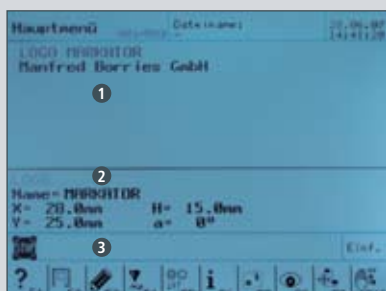 Hauptmenü
Dateiname:
LOGO MARKATOR
Manfred Borries GmbH
1
2
LOGO
Name= MARKATOR
X= 20.0mm H= 15.0mm
Y= 25.0mm a= 0°
3
Einf.
? i